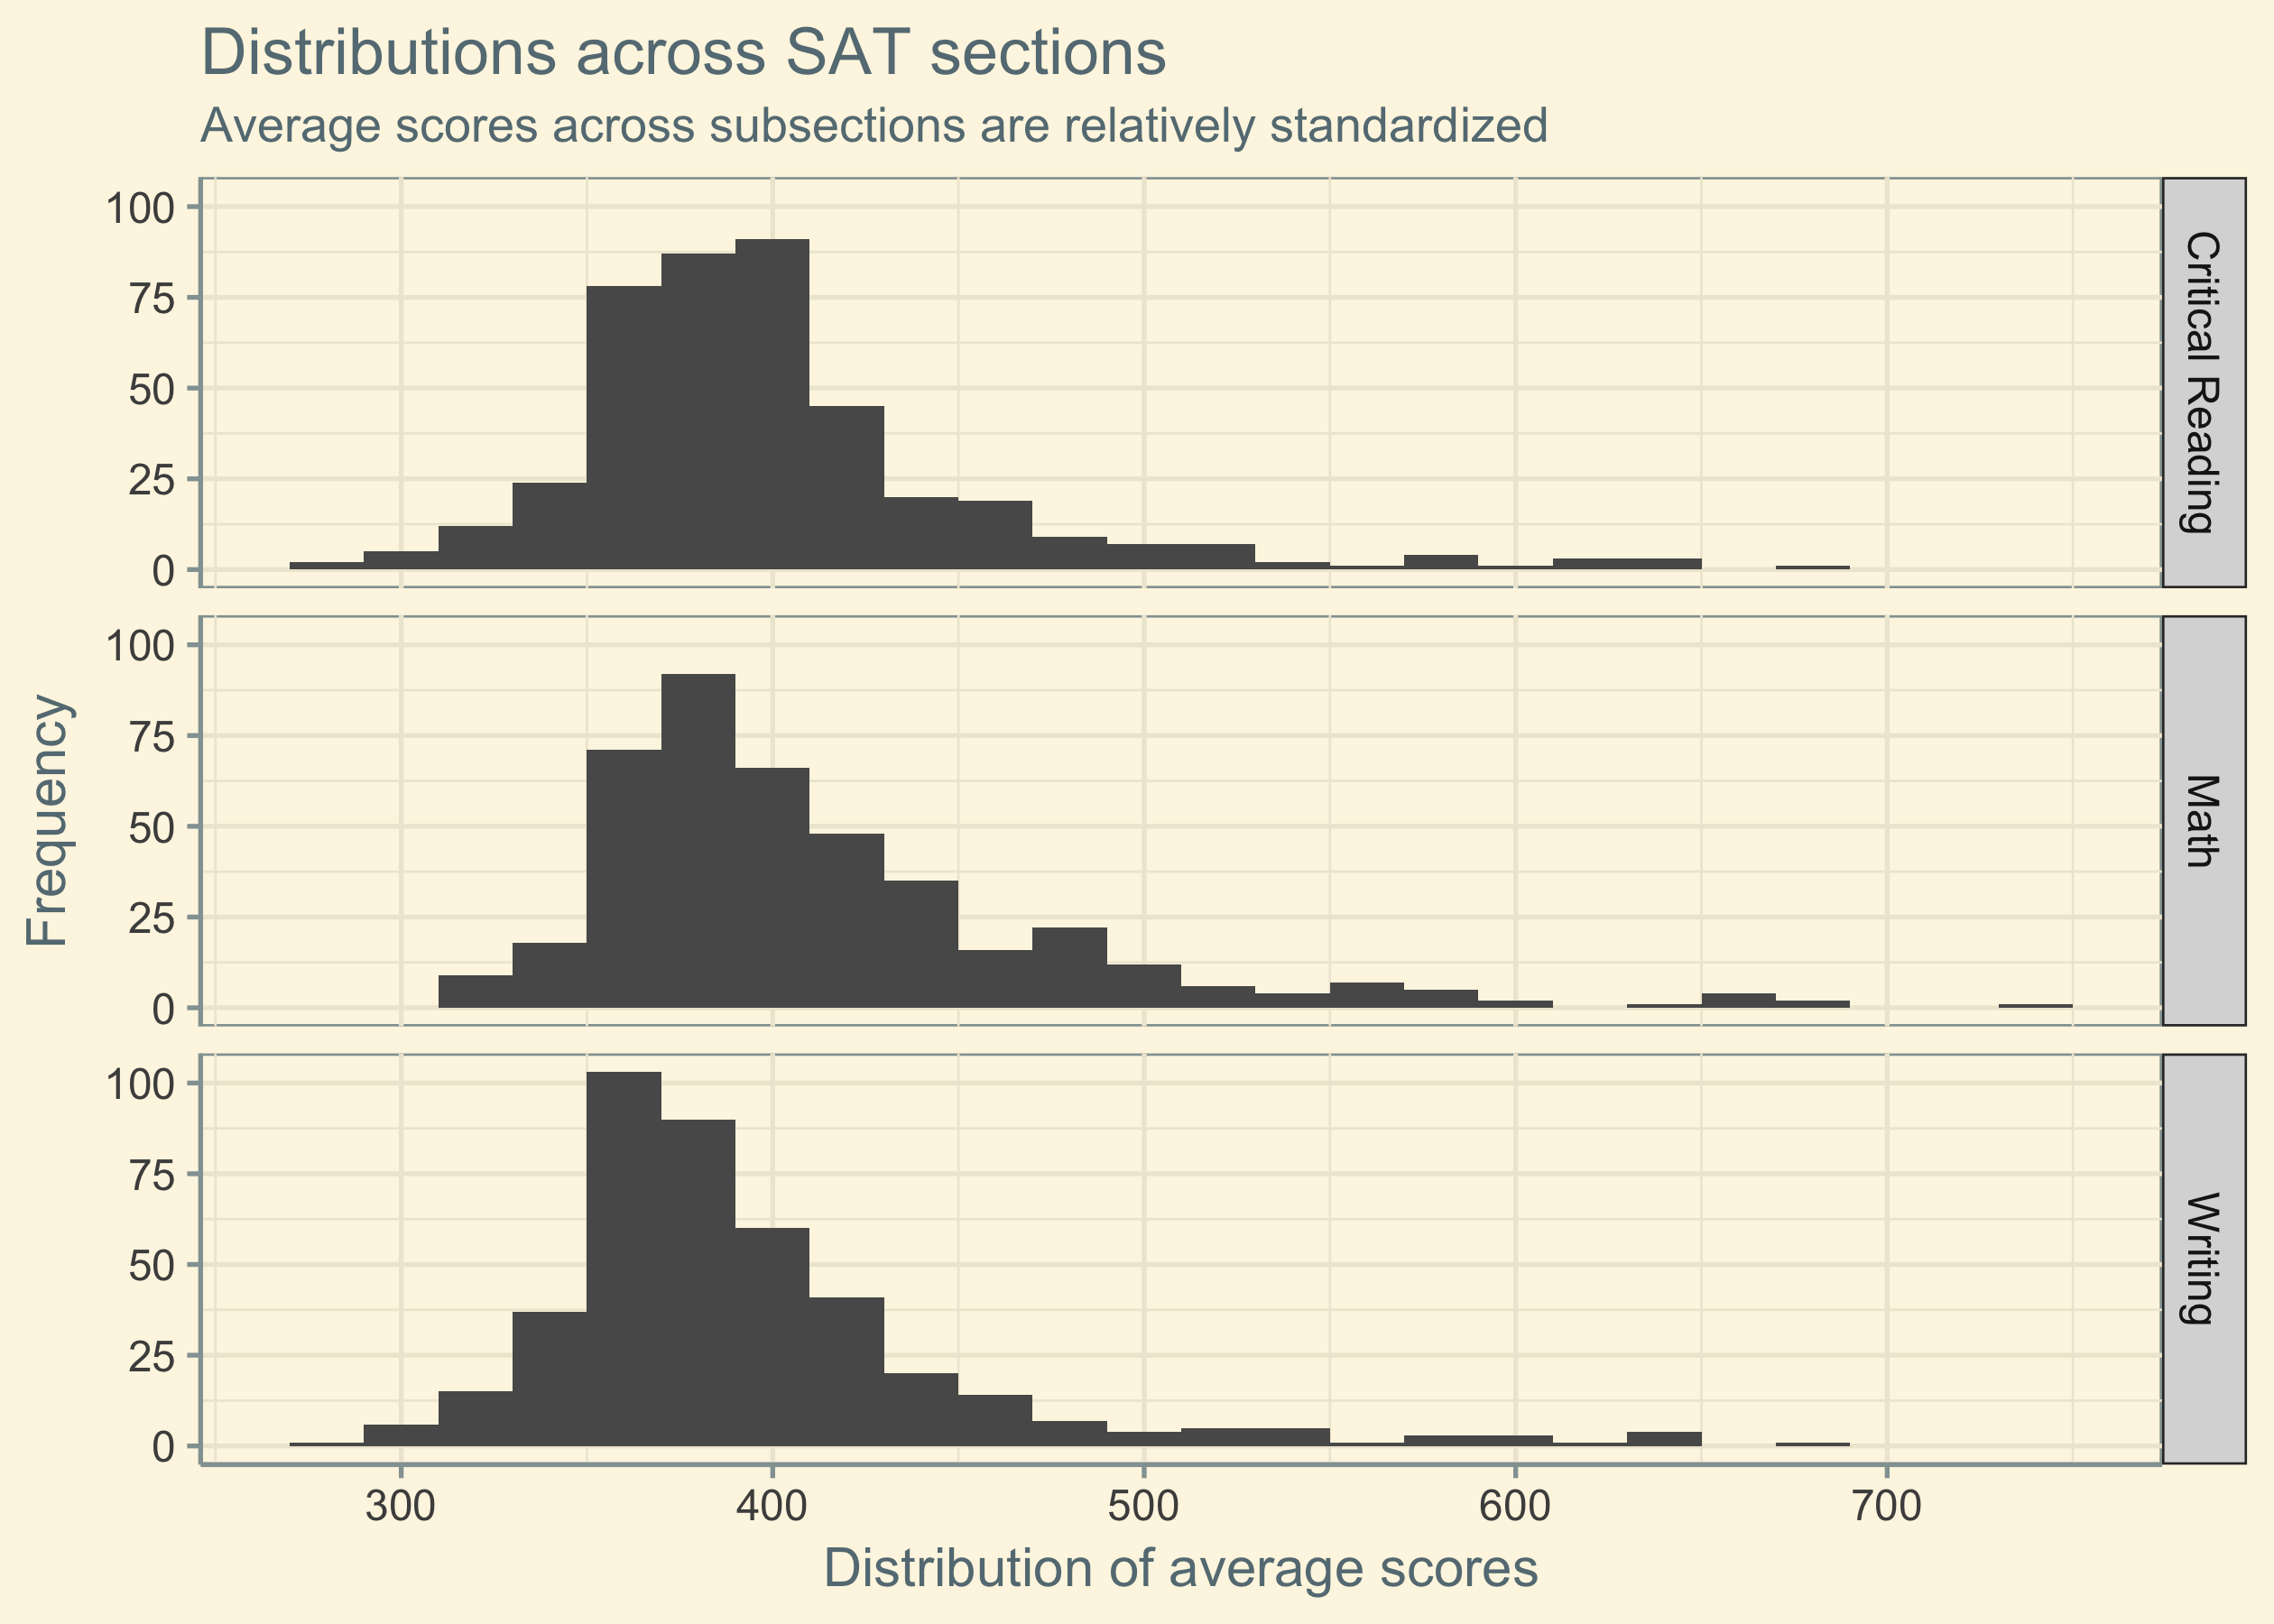 Distributions across SAT sections
Average scores across subsections are relatively standardized
100
75
50
25
0
Critical Reading
100
75
50
25
0
Math
Frequency
100
75
50
25
0
Writing
300 400 500 600 700
Distribution of average scores